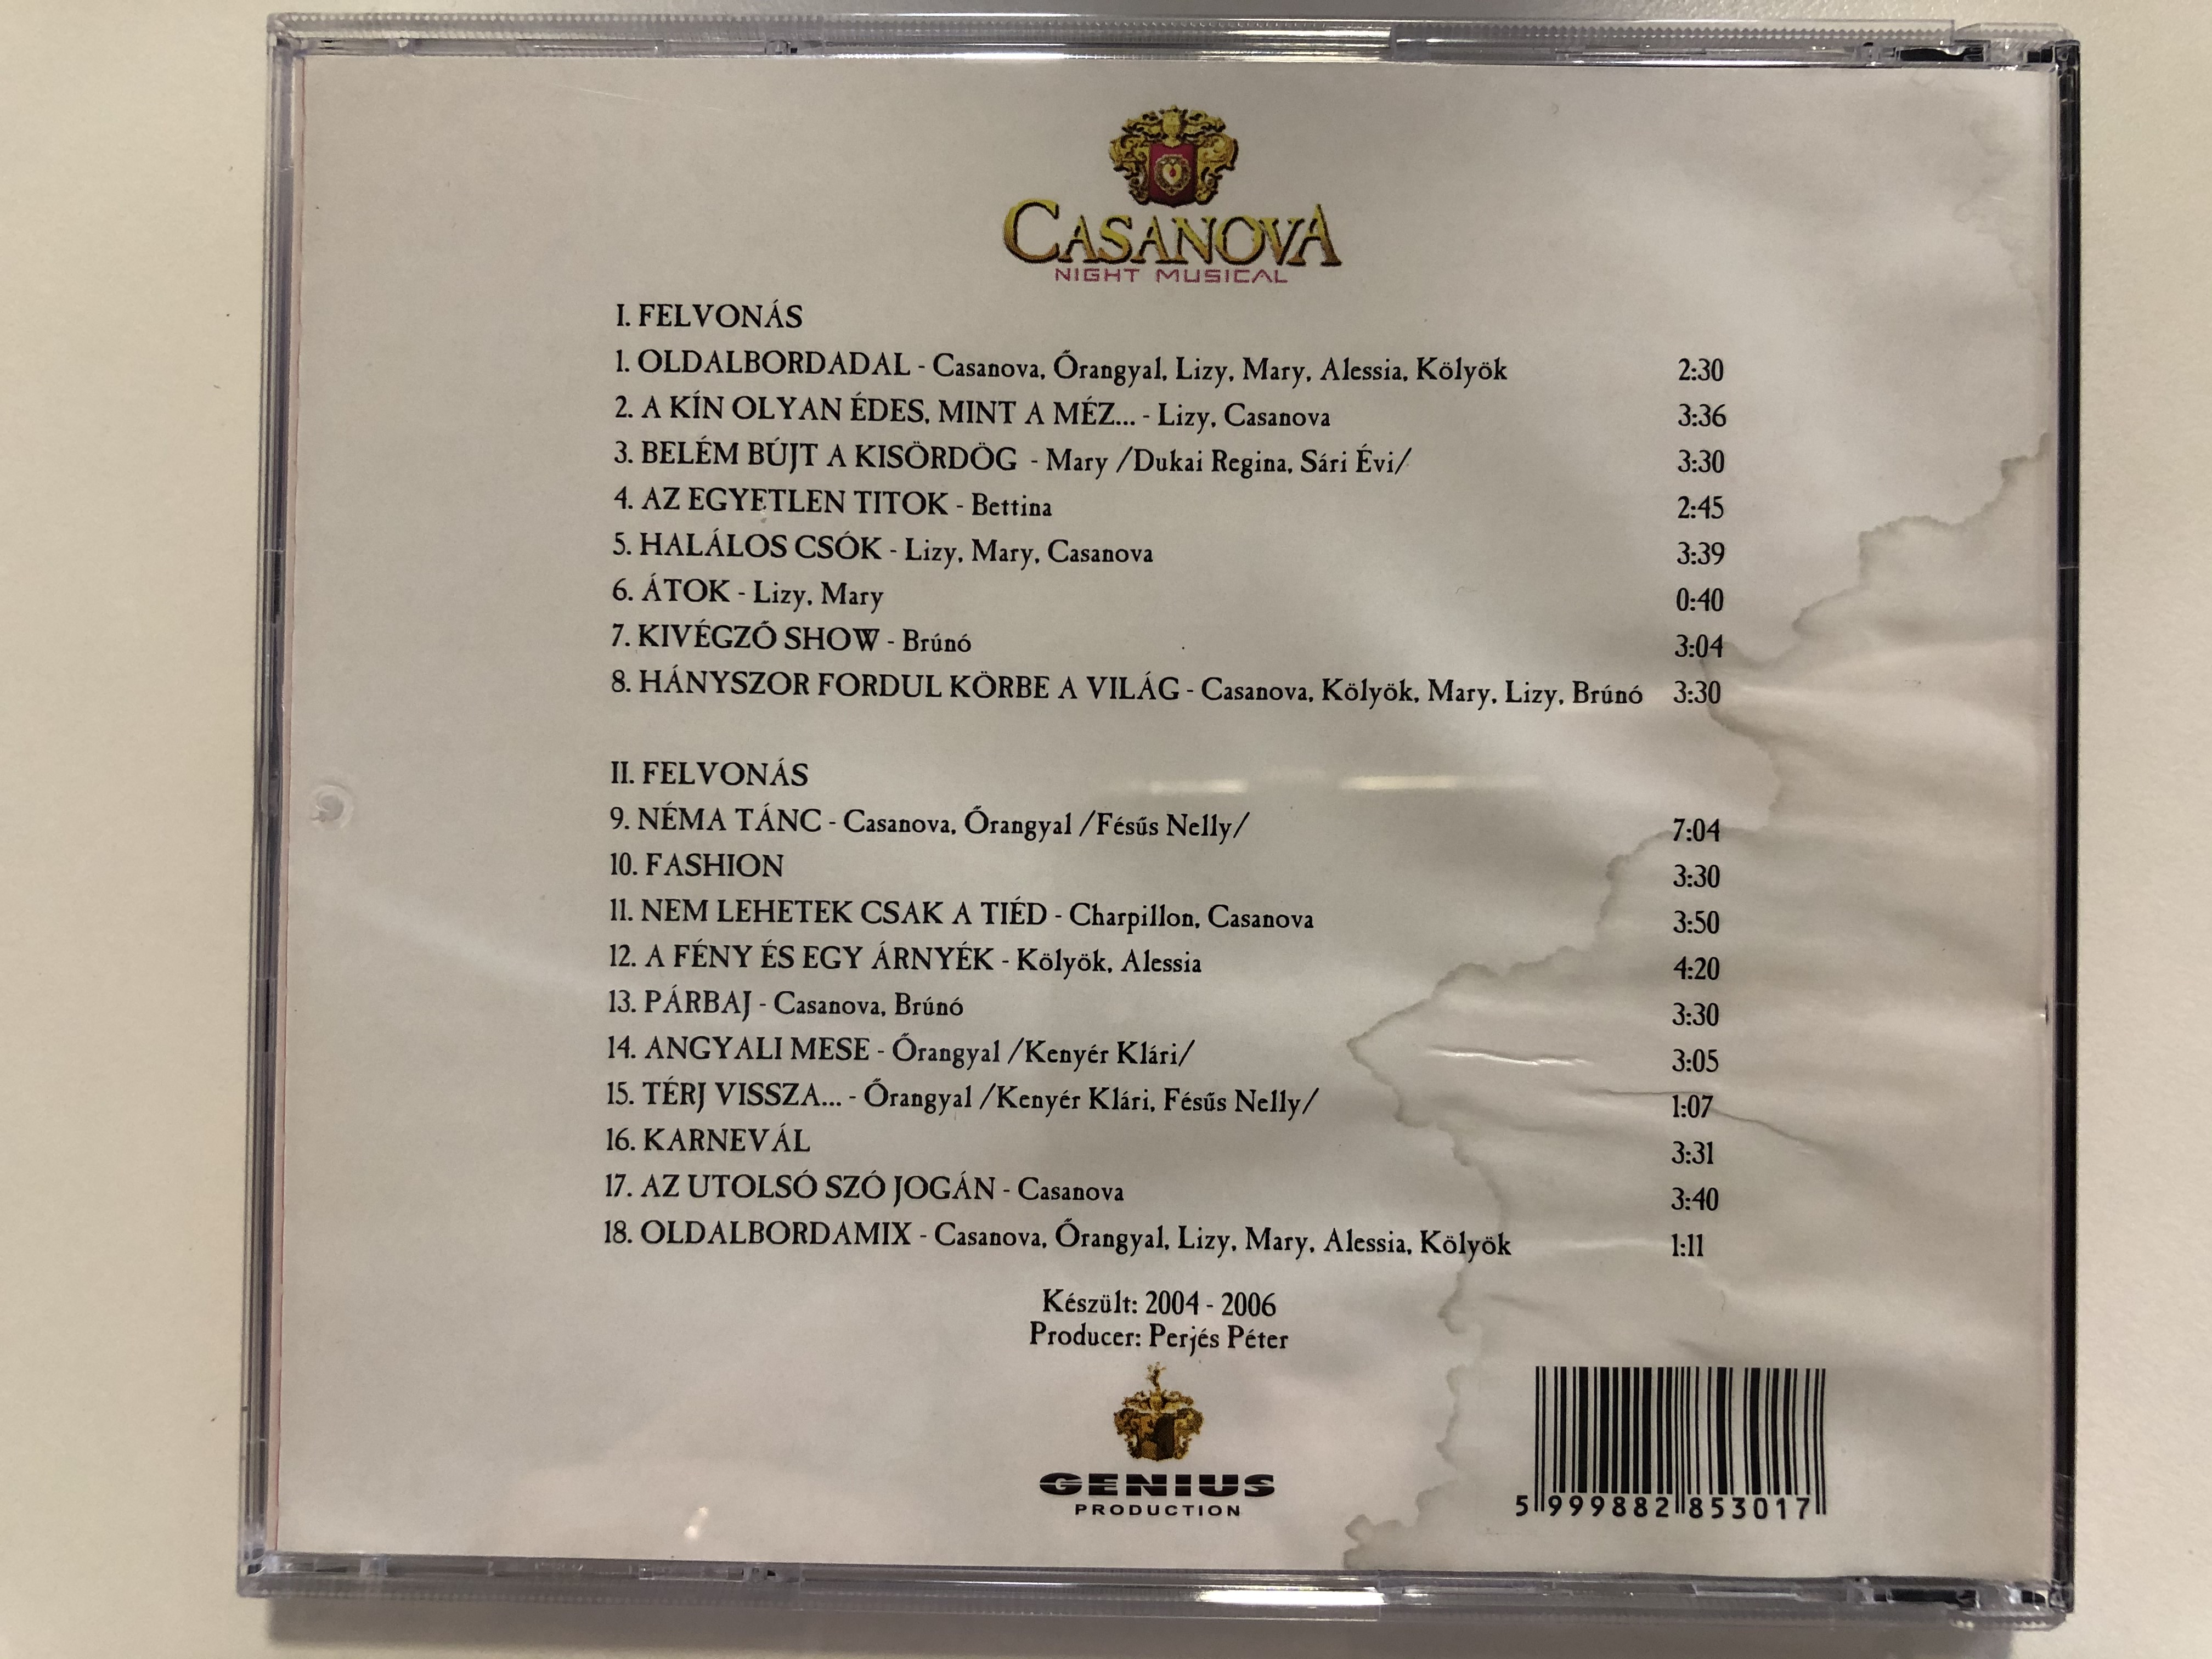 CASANOVA
NIGHT MUSICAL
I. FELVONÁS
1. OLDALBORDADAL - Casanova, Őrangyal, Lizy, Mary, Alessia, Kölyök 2:30
2. A KÍN OLYAN ÉDES, MINT A MÉZ... - Lizy, Casanova 3:36
3. BELÉM BÚJT A KISÖRDÖG - Mary /Dukai Regina, Sári Évi/ 3:30
4. AZ EGYETLEN TITOK - Bettina 2:45
5. HALÁLOS CSÓK - Lizy, Mary, Casanova 3:39
6. ÁTOK - Lizy, Mary 0:40
7. KIVÉGZŐ SHOW - Brúnó 3:04
8. HÁNYSZOR FORDUL KÖRBE A VILÁG - Casanova, Kölyök, Mary, Lizy, Brúnó 3:30
II. FELVONÁS
9. NÉMA TÁNC - Casanova, Őrangyal /Fésűs Nelly/ 7:04
10. FASHION 3:30
11. NEM LEHETEK CSAK A TIÉD - Charpillon, Casanova 3:50
12. A FÉNY ÉS EGY ÁRNYÉK - Kölyök, Alessia 4:20
13. PÁRBAJ - Casanova, Brúnó 3:30
14. ANGYALI MESE - Őrangyal /Kenyér Klári/ 3:05
15. TÉRJ VISSZA... - Őrangyal /Kenyér Klári, Fésűs Nelly/ 1:07
16. KARNEVÁL 3:31
17. AZ UTOLSÓ SZÓ JOGÁN - Casanova 3:40
18. OLDALBORDAMIX - Casanova, Őrangyal, Lizy, Mary, Alessia, Kölyök 1:11
Készült: 2004 - 2006
Producer: Perjés Péter
GENIUS
PRODUCTION
5 999882 853017